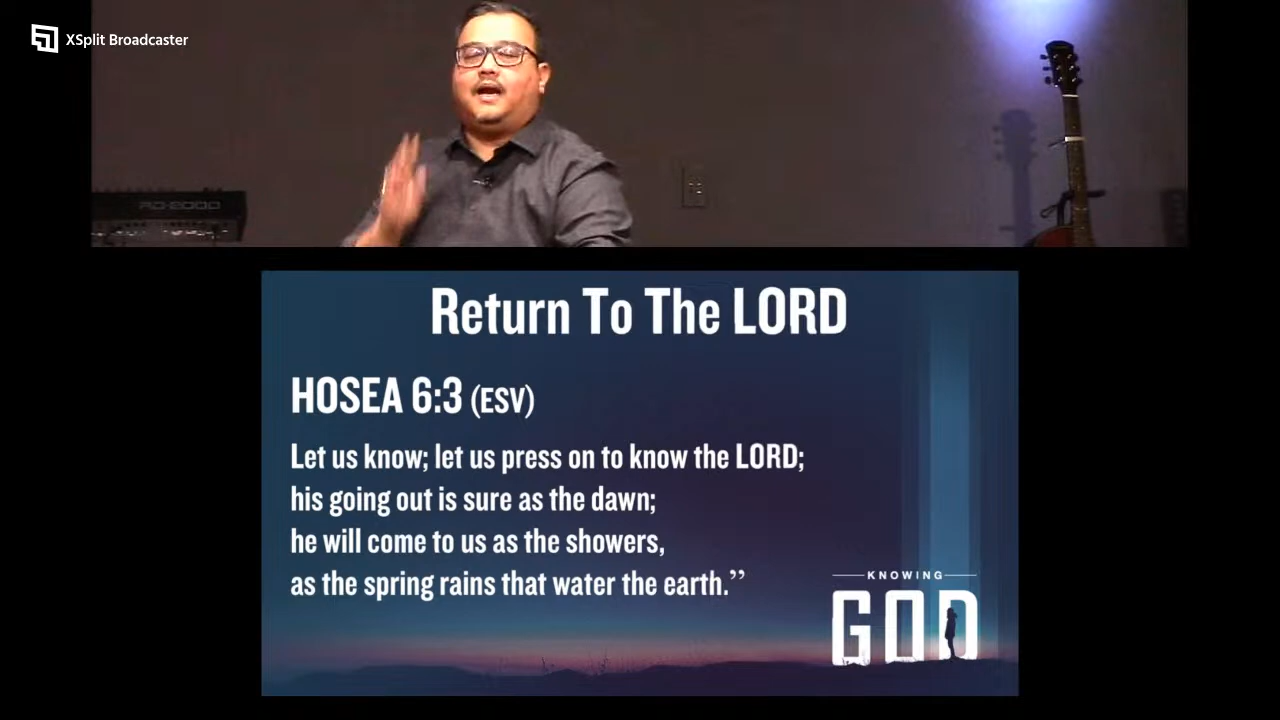 XSplit Broadcaster
RD-2000
Return To The LORD
HOSEA 6:3 (ESV)
Let us know; let us press on to know the LORD;
his going out is sure as the dawn;
he will come to us as the showers,
as the spring rains that water the earth.”
KNOWING
GOD